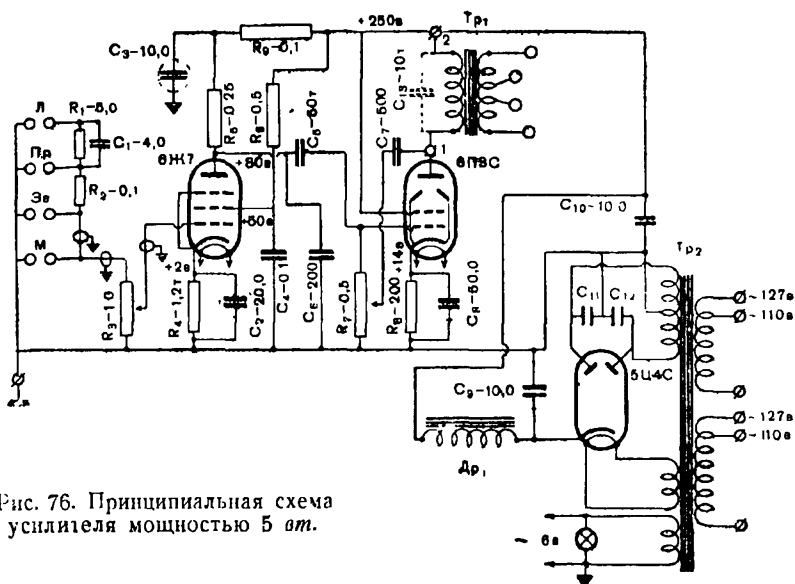 +250в
Тр₁
2
C₃–10,0
R₉–0,1
R₅–0,25
R₈–0,5
C₅–50т
C₁₃–10т
C₇–500
1
Л
R₁–5,0
C₁–4,0
6Ж7
+80в
6П3С
Пр
R₂–0,1
Зв
+50в
C₁₀–10,0
М
+2в
+14в
Тр₂
R₃–1,0
R₄–1,2т
C₂–20,0
C₄–0,1
C₆–200
R₇–0,5
R₆–200
C₈–50,0
C₁₁
C₁₂
~127в
~110в
5Ц4С
C₉–10,0
~127в
~110в
Др₁
~ 6в
Рис. 76. Принципиальная схема
усилителя мощностью 5 вт.